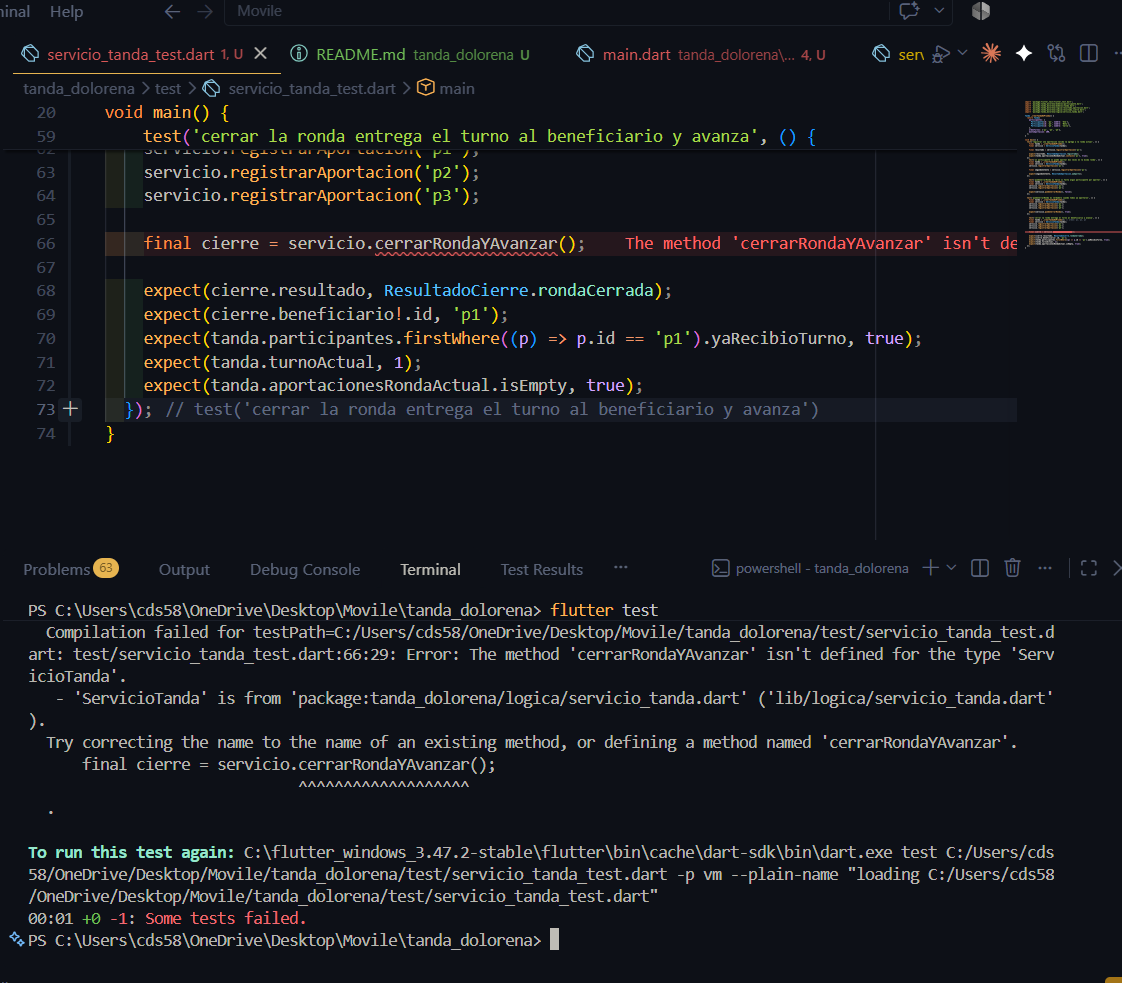 Help
Movile
servicio_tanda_test.dart 1, U
README.md tanda_dolorena U
main.dart tanda_dolorena\... 4, U
serv
tanda_dolorena > test > servicio_tanda_test.dart > main
20 void main() {
59 test('cerrar la ronda entrega el turno al beneficiario y avanza', () {
62 servicio.registrarAportacion('p1');
63 servicio.registrarAportacion('p2');
64 servicio.registrarAportacion('p3');
65
66 final cierre = servicio.cerrarRondaYAvanzar(); The method 'cerrarRondaYAvanzar' isn't de
67
68 expect(cierre.resultado, ResultadoCierre.rondaCerrada);
69 expect(cierre.beneficiario!.id, 'p1');
70 expect(tanda.participantes.firstWhere((p) => p.id == 'p1').yaRecibioTurno, true);
71 expect(tanda.turnoActual, 1);
72 expect(tanda.aportacionesRondaActual.isEmpty, true);
73 }); // test('cerrar la ronda entrega el turno al beneficiario y avanza')
74 }
Problems 63 Output Debug Console Terminal Test Results ... powershell - tanda_dolorena
PS C:\Users\cds58\OneDrive\Desktop\Movile\tanda_dolorena> flutter test
Compilation failed for testPath=C:/Users/cds58/OneDrive/Desktop/Movile/tanda_dolorena/test/servicio_tanda_test.d
art: test/servicio_tanda_test.dart:66:29: Error: The method 'cerrarRondaYAvanzar' isn't defined for the type 'Serv
icioTanda'.
- 'ServicioTanda' is from 'package:tanda_dolorena/logica/servicio_tanda.dart' ('lib/logica/servicio_tanda.dart'
).
Try correcting the name to the name of an existing method, or defining a method named 'cerrarRondaYAvanzar'.
final cierre = servicio.cerrarRondaYAvanzar();
^^^^^^^^^^^^^^^^^^^
.
To run this test again: C:\flutter_windows_3.47.2-stable\flutter\bin\cache\dart-sdk\bin\dart.exe test C:/Users/cds
58/OneDrive/Desktop/Movile/tanda_dolorena/test/servicio_tanda_test.dart -p vm --plain-name "loading C:/Users/cds58
/OneDrive/Desktop/Movile/tanda_dolorena/test/servicio_tanda_test.dart"
00:01 +0 -1: Some tests failed.
PS C:\Users\cds58\OneDrive\Desktop\Movile\tanda_dolorena>